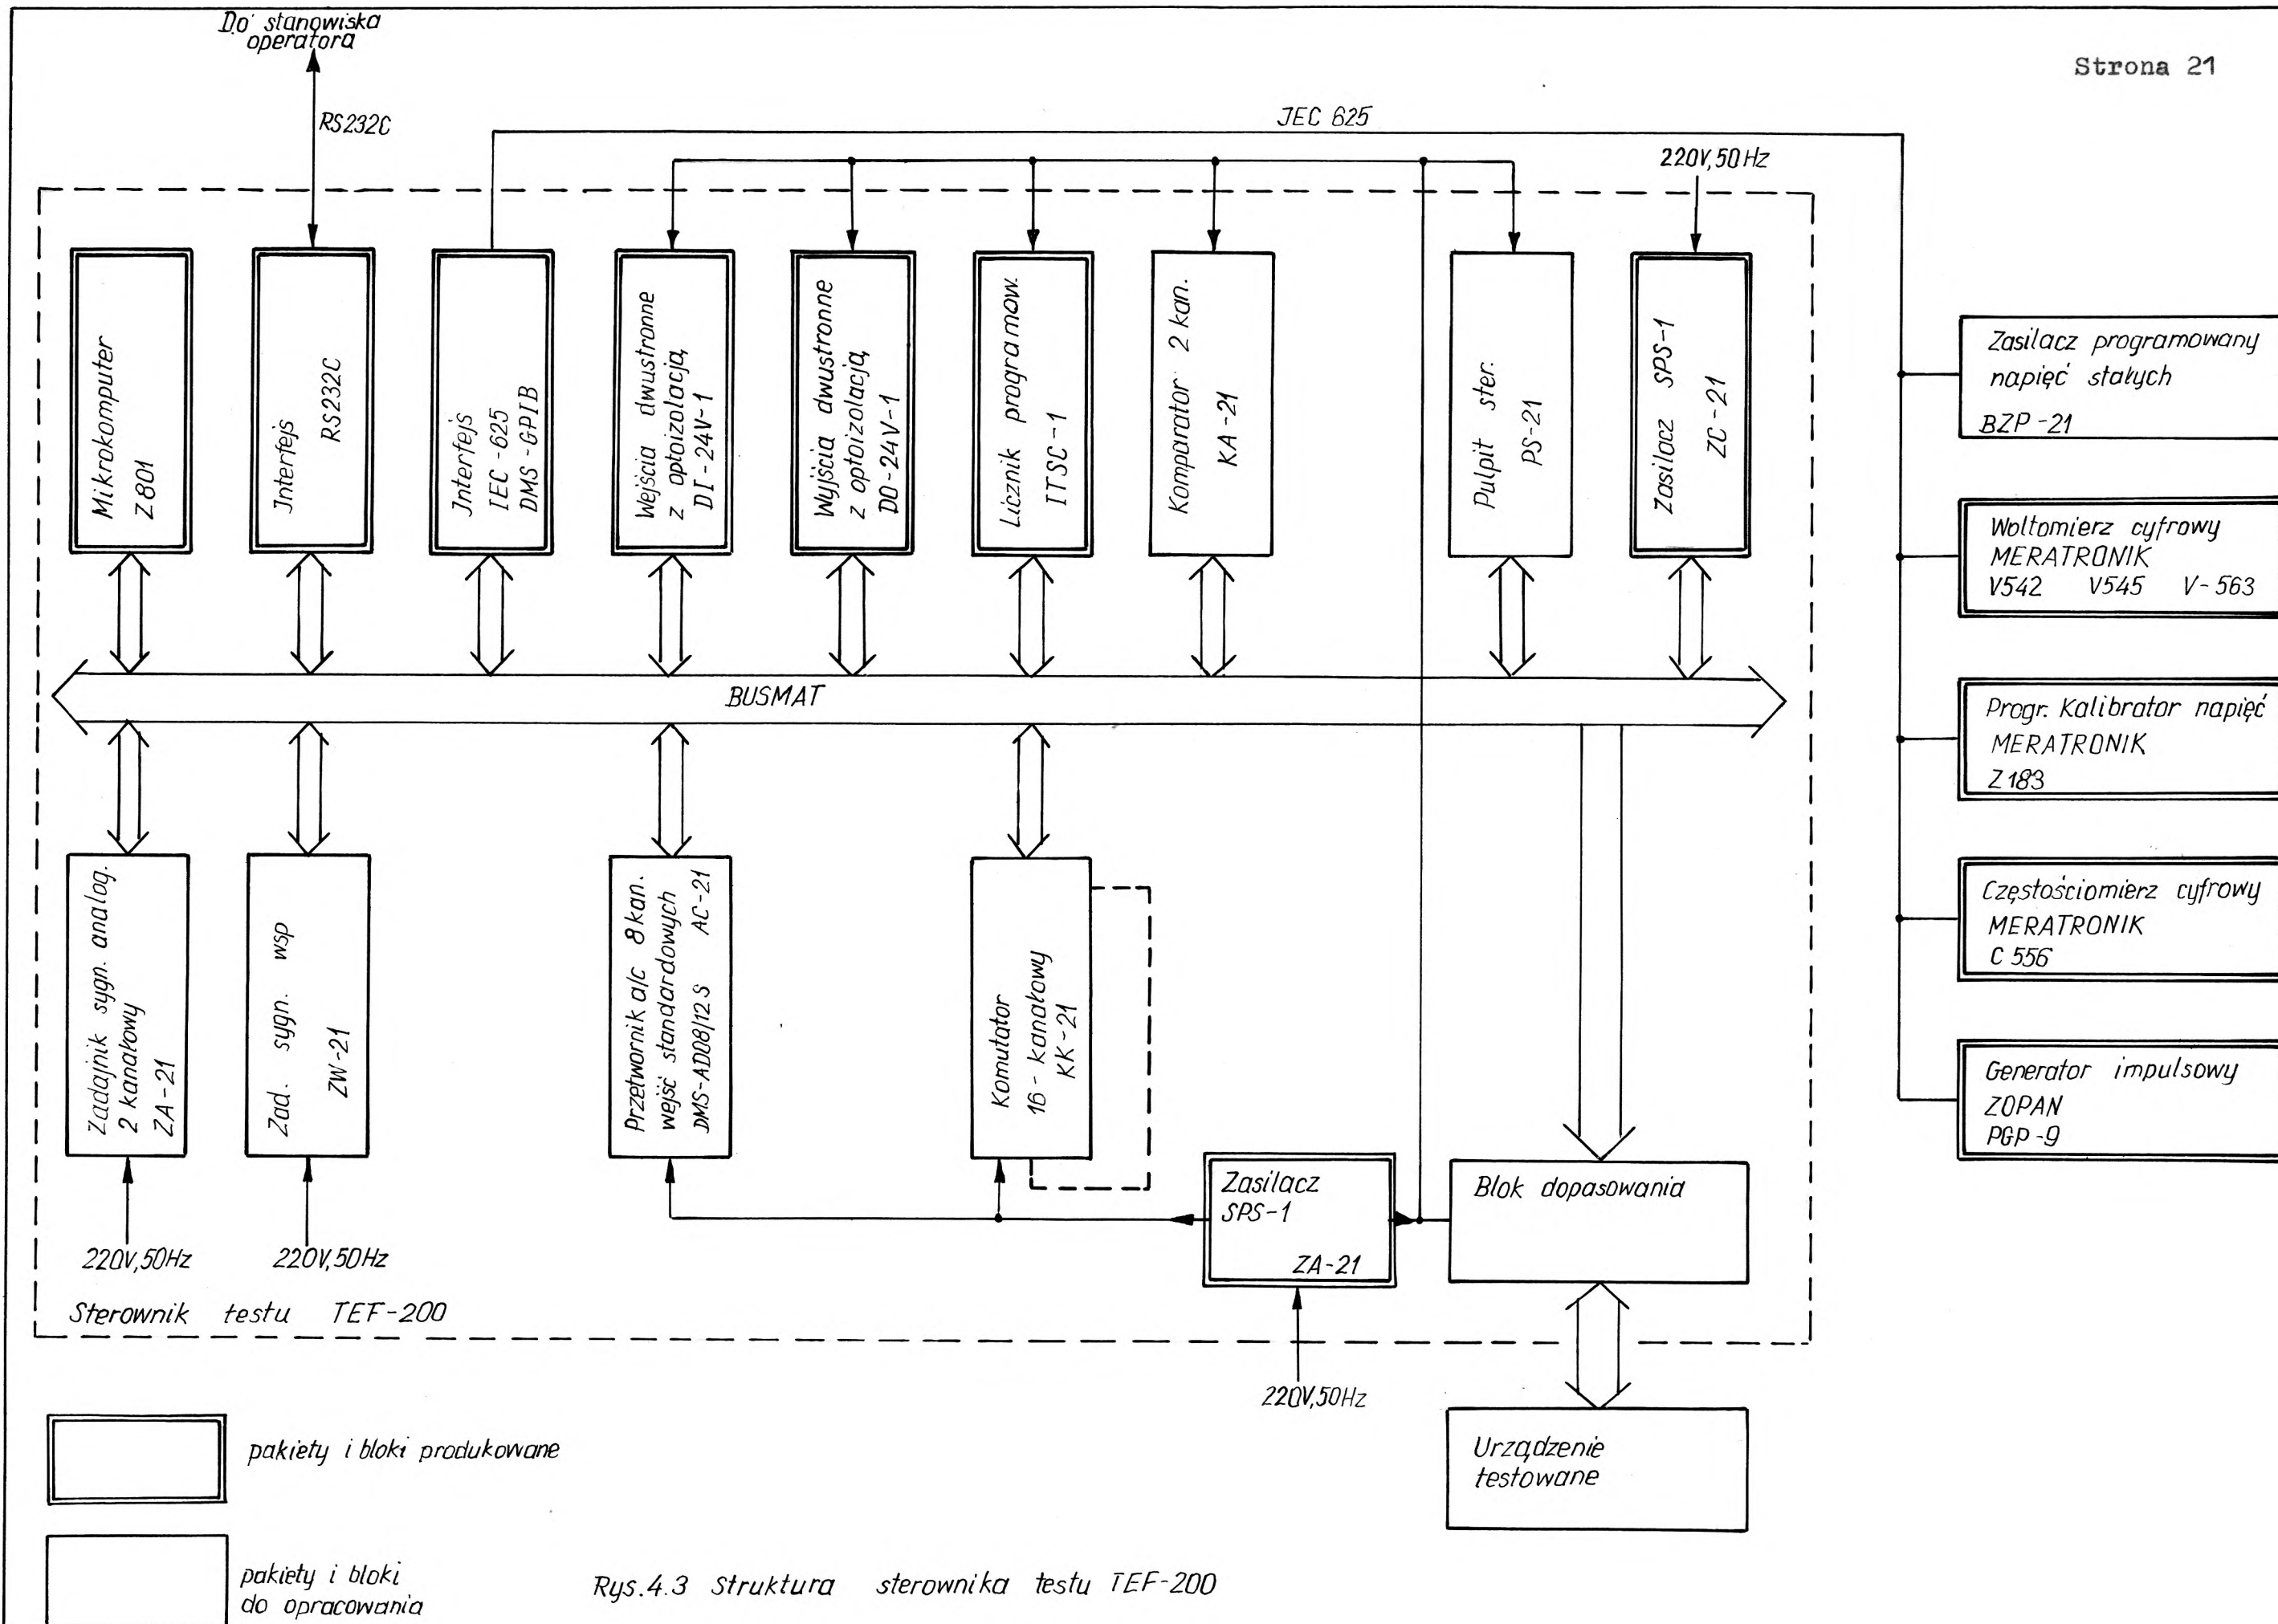 Do stanowiska
operatora
Strona 21
RS232C
JEC 625
220V,50Hz
Mikrokomputer
Z801
Jnterfejs
RS232C
Jnterfejs
IEC-625
DMS-GPIB
Wejścia dwustronne
z optoizolacją
DI-24V-1
Wyjścia dwustronne
z optoizolacją
DO-24V-1
Licznik programow.
ITSC-1
Komparator 2 kan.
KA-21
Pulpit ster.
PS-21
Zasilacz SPS-1
ZC-21
Zasilacz programowany
napięć stałych
BZP-21
Woltomierz cyfrowy
MERATRONIK
V542 V545 V-563
Progr. Kalibrator napięć
MERATRONIK
Z183
Częstościomierz cyfrowy
MERATRONIK
C 556
Generator impulsowy
ZOPAN
PGP-9
BUSMAT
Zadajnik sygn. analog.
2 kanałowy
ZA-21
Zad. sygn. wsp
ZW-21
Przetwornik a/c 8 kan.
wejść standardowych
DMS-AD08/12S AC-21
Komutator
16-kanałowy
KK-21
Zasilacz
SPS-1
ZA-21
Blok dopasowania
220V,50Hz
220V,50Hz
Sterownik testu TEF-200
220V,50Hz
Urządzenie
testowane
pakiety i bloki produkowane
pakiety i bloki
do opracowania
Rys.4.3 Struktura sterownika testu TEF-200